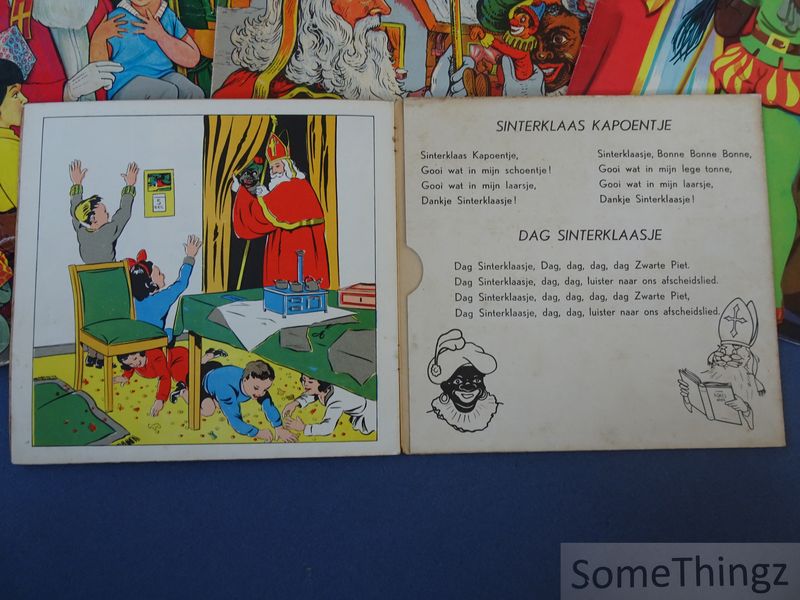 SINTERKLAAS KAPOENTJE
Sinterklaas Kapoentje,
Gooi wat in mijn schoentje!
Gooi wat in mijn laarsje,
Dankje Sinterklaasje!
Sinterklaasje, Bonne Bonne Bonne,
Gooi wat in mijn lege tonne,
Gooi wat in mijn laarsje,
Dankje Sinterklaasje!
DAG SINTERKLAASJE
Dag Sinterklaasje, Dag, dag, dag, dag Zwarte Piet.
Dag Sinterklaasje, dag, dag, luister naar ons afscheidslied.
Dag Sinterklaasje, dag, dag, dag, dag Zwarte Piet,
Dag Sinterklaasje, dag, dag, luister naar ons afscheidslied.
5
SomeThingz